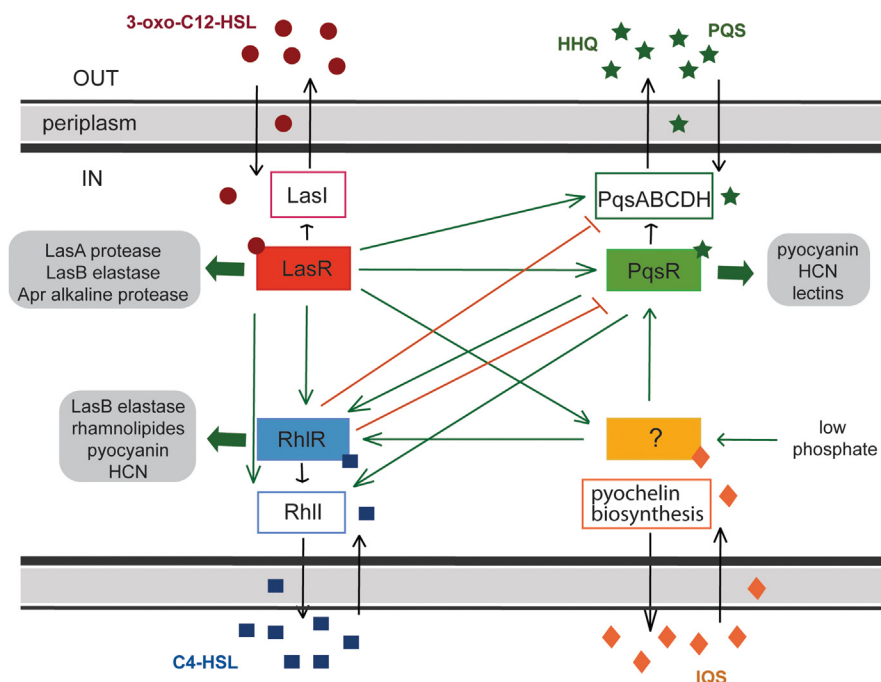 3-oxo-C12-HSL
HHQ
PQS
OUT
periplasm
IN
LasI
PqsABCDH
LasA protease
LasB elastase
Apr alkaline protease
LasR
PqsR
pyocyanin
HCN
lectins
LasB elastase
rhamnolipides
pyocyanin
HCN
RhlR
?
low
phosphate
RhlI
pyochelin
biosynthesis
C4-HSL
IQS